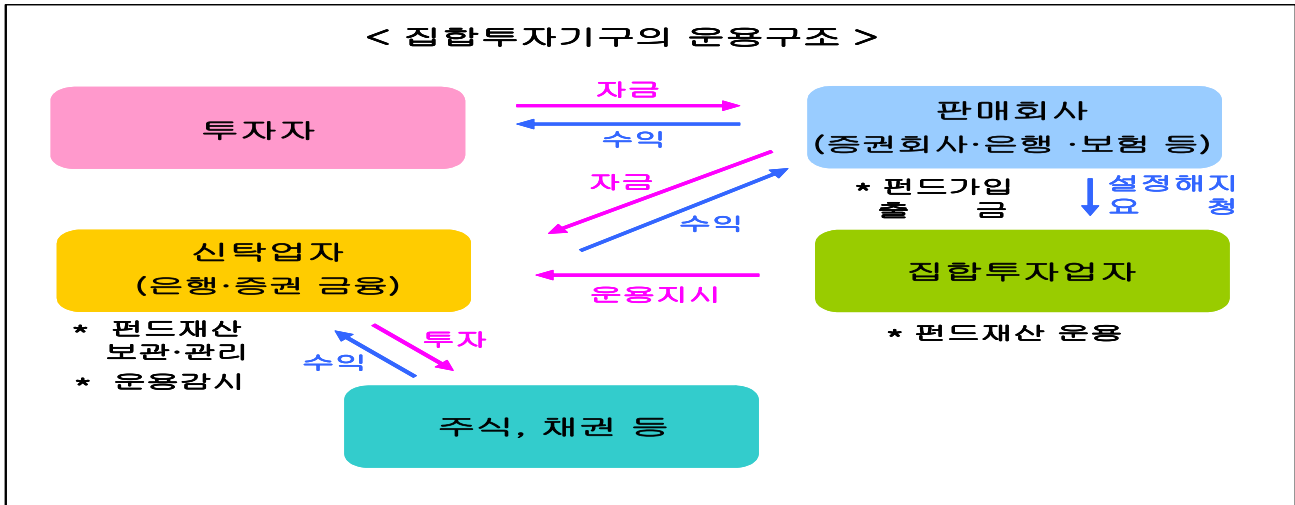 < 집합투자기구의 운용구조 >
투자자
자금
수익
판매회사
(증권회사·은행 ·보험 등)
* 펀드가입
출 금
설정해지
요 청
자금
수익
신탁업자
(은행·증권 금융)
* 펀드재산
보관·관리
* 운용감시
운용지시
집합투자업자
* 펀드재산 운용
투자
수익
주식, 채권 등